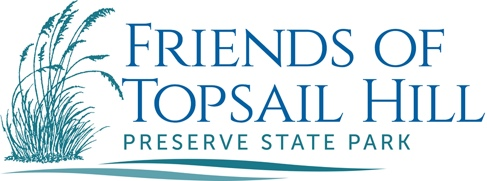 FRIENDS OF
TOPSAIL HILL
PRESERVE STATE PARK